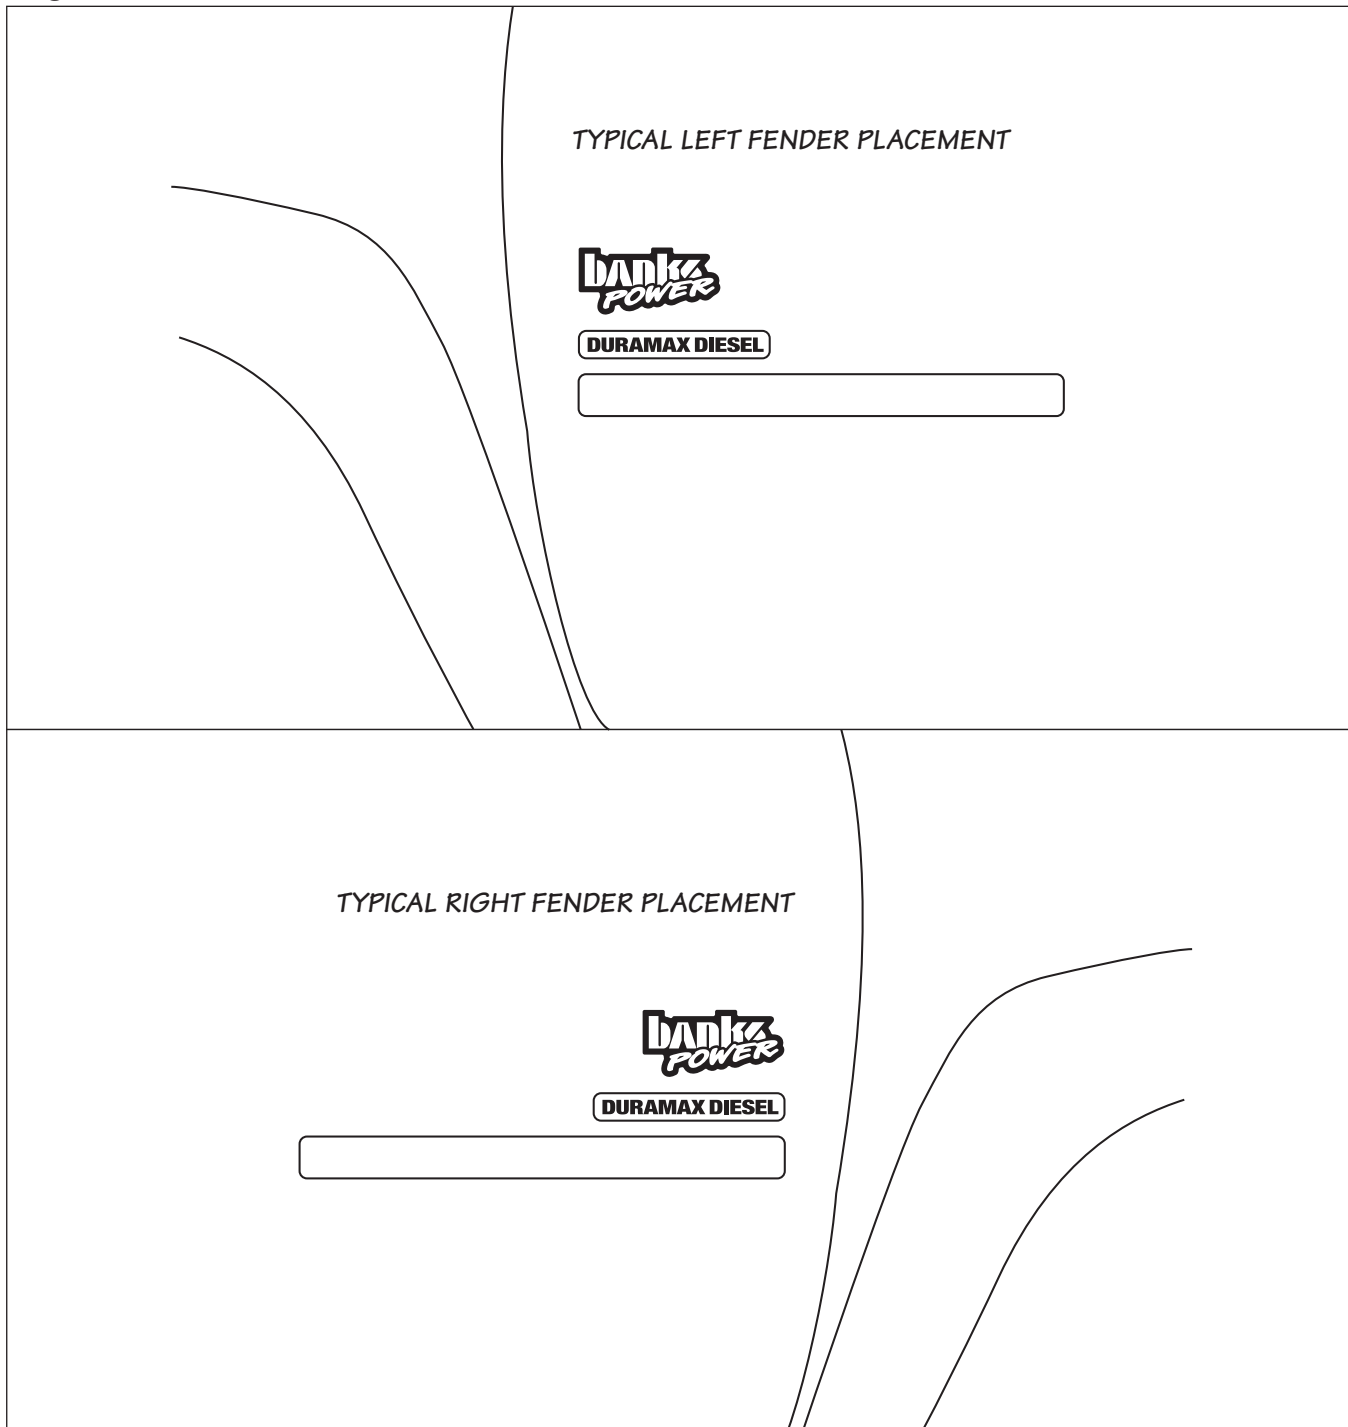 TYPICAL LEFT FENDER PLACEMENT
banks
POWER
DURAMAX DIESEL
TYPICAL RIGHT FENDER PLACEMENT
banks
POWER
DURAMAX DIESEL